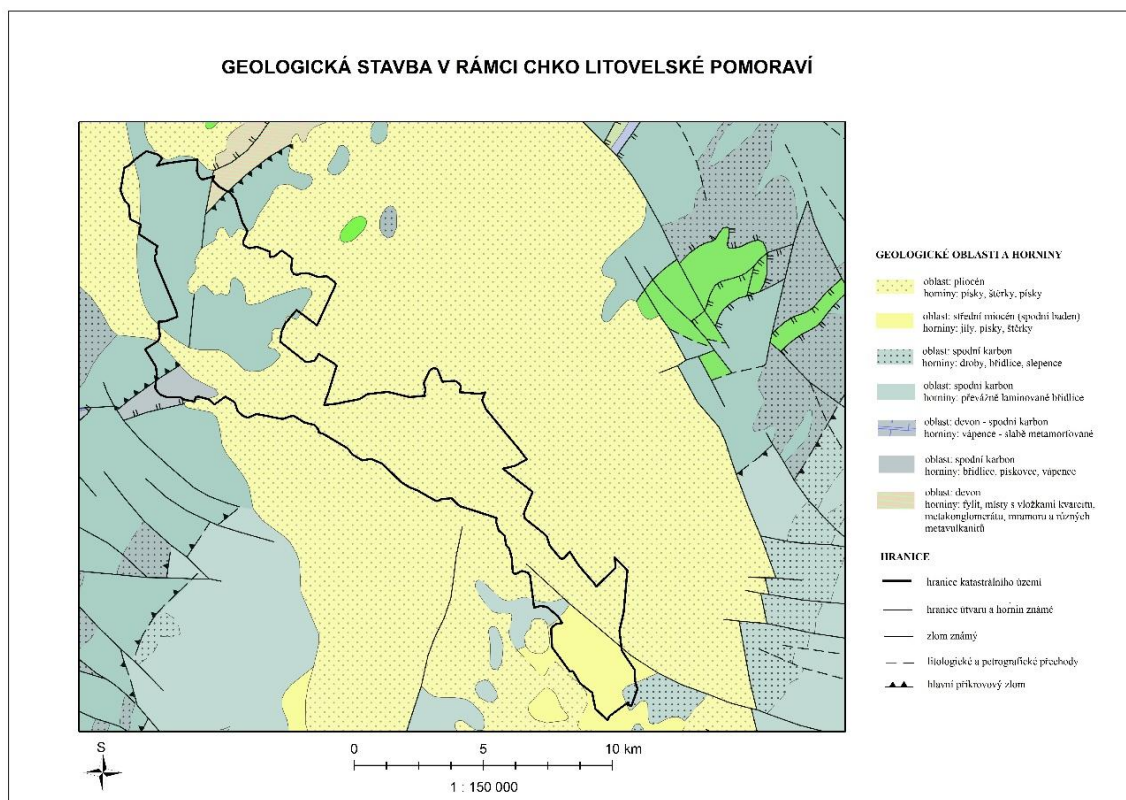 GEOLOGICKÁ STAVBA V RÁMCI CHKO LITOVELSKÉ POMORAVÍ
GEOLOGICKÉ OBLASTI A HORNINY
oblast: pliocén
horniny: písky, štěrky, písky
oblast: střední miocén (spodní baden)
horniny: jíly, písky, štěrky
oblast: spodní karbon
horniny: droby, břidlice, slepence
oblast: spodní karbon
horniny: převážně laminované břidlice
oblast: devon - spodní karbon
horniny: vápence - slabě metamorfované
oblast: spodní karbon
horniny: břidlice, pískovce, vápence
oblast: devon
horniny: fylit, místy s vložkami kvarcitu,
metakonglomerátu, mramoru a různých
metavulkanitů
HRANICE
hranice katastrálního území
hranice útvaru a hornin známé
zlom známý
litologické a petrografické přechody
hlavní příkrovový zlom
S
0 5 10 km
1 : 150 000